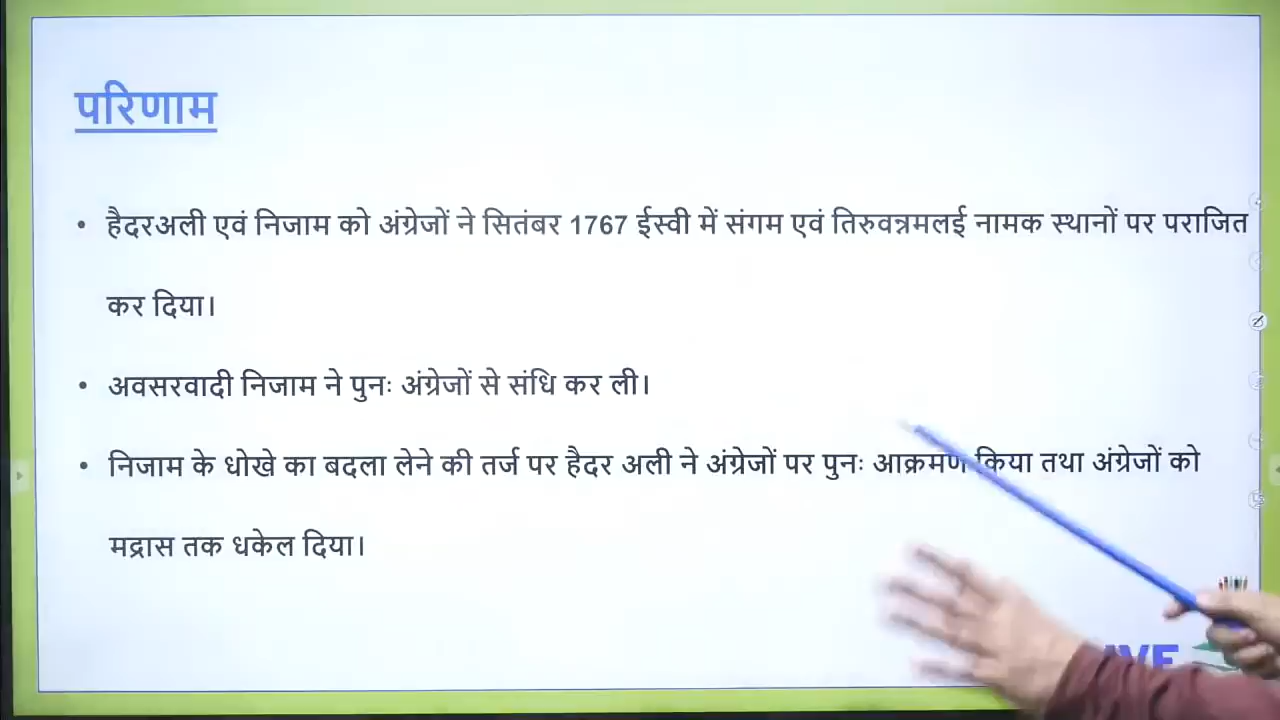 परिणाम
• हैदरअली एवं निजाम को अंग्रेजों ने सितंबर 1767 ईस्वी में संगम एवं तिरुवन्नमलई नामक स्थानों पर पराजित
कर दिया।
• अवसरवादी निजाम ने पुनः अंग्रेजों से संधि कर ली।
• निजाम के धोखे का बदला लेने की तर्ज पर हैदर अली ने अंग्रेजों पर पुनः आक्रमण किया तथा अंग्रेजों को
मद्रास तक धकेल दिया।